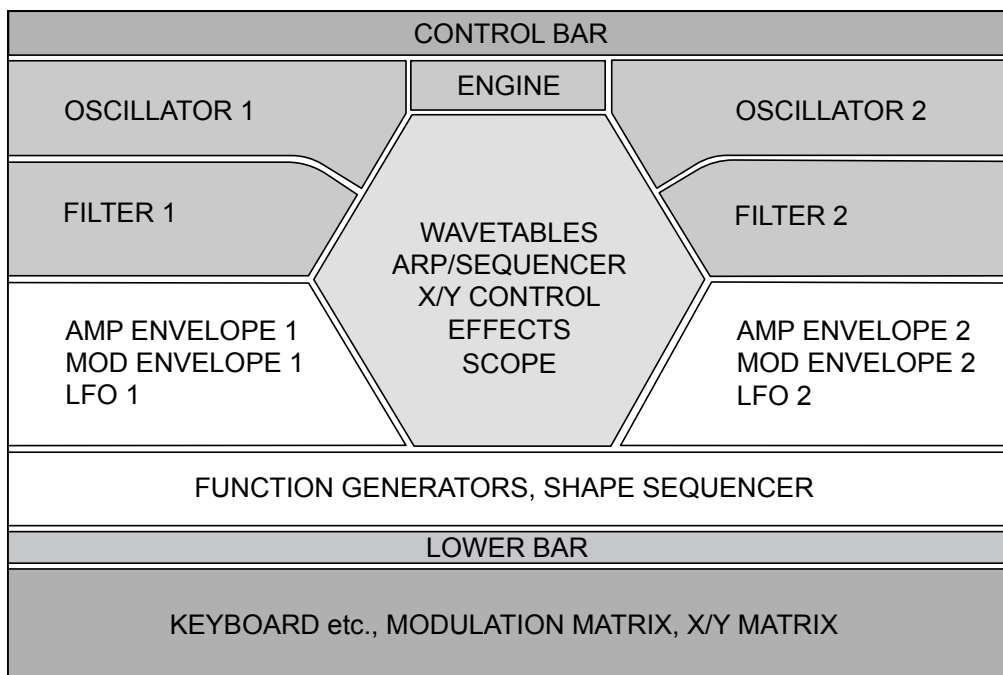 CONTROL BAR
ENGINE
OSCILLATOR 1
OSCILLATOR 2
FILTER 1
FILTER 2
WAVETABLES
ARP/SEQUENCER
X/Y CONTROL
EFFECTS
SCOPE
AMP ENVELOPE 1
MOD ENVELOPE 1
LFO 1
AMP ENVELOPE 2
MOD ENVELOPE 2
LFO 2
FUNCTION GENERATORS, SHAPE SEQUENCER
LOWER BAR
KEYBOARD etc., MODULATION MATRIX, X/Y MATRIX